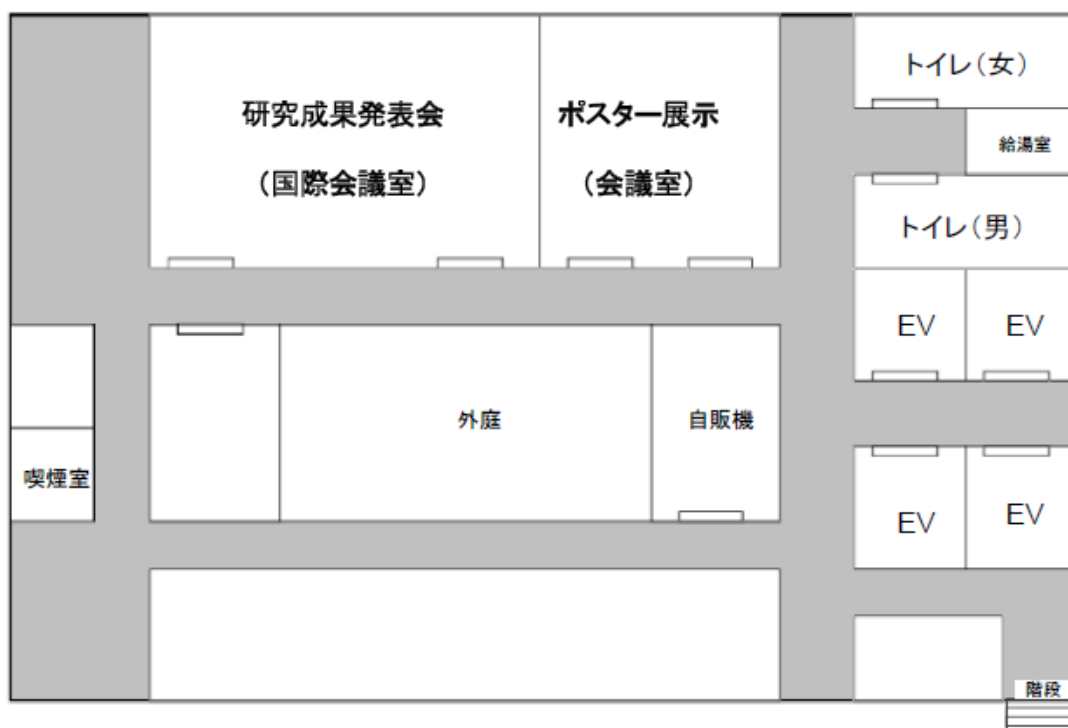 研究成果発表会
（国際会議室）
ポスター展示
（会議室）
トイレ（女）
給湯室
トイレ（男）
EV
EV
外庭
自販機
喫煙室
EV
EV
階段